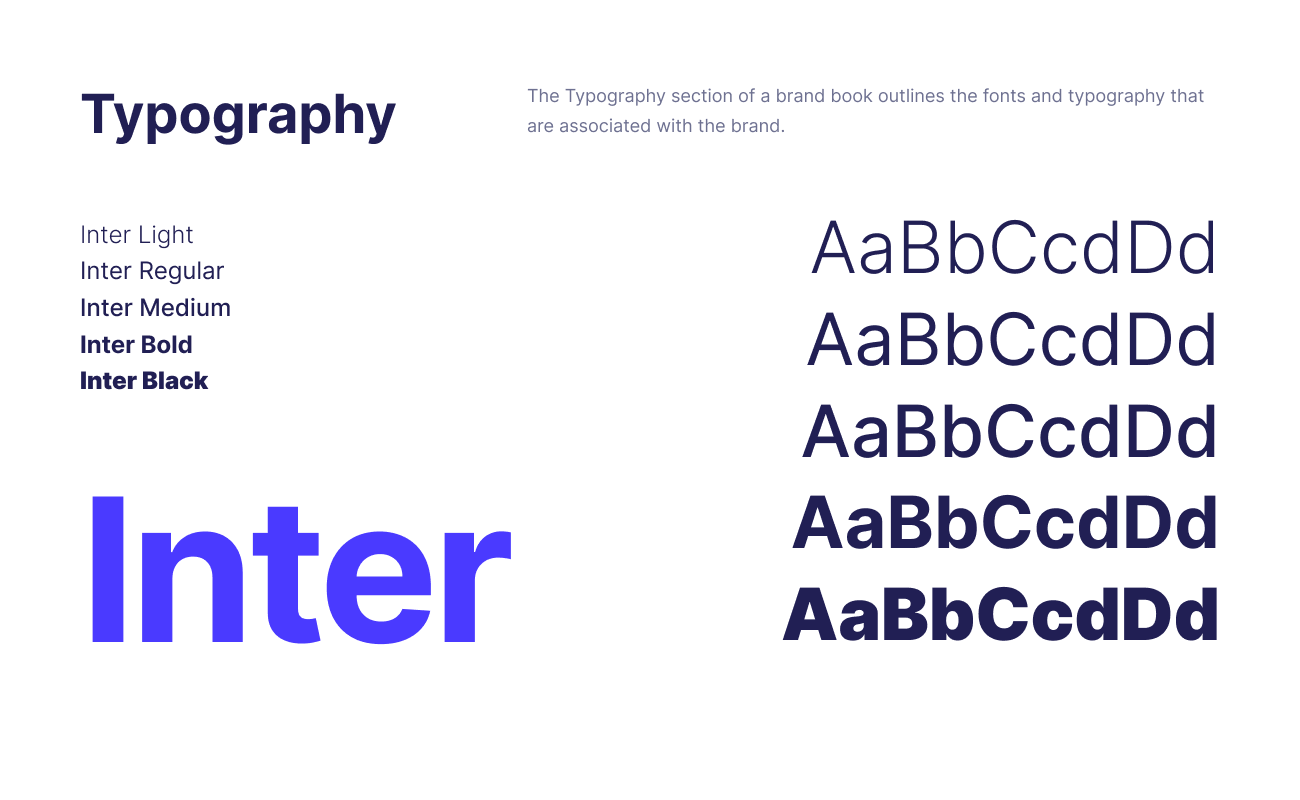 Typography
The Typography section of a brand book outlines the fonts and typography that
are associated with the brand.
Inter Light
Inter Regular
Inter Medium
Inter Bold
Inter Black
Inter
AaBbCcdDd
AaBbCcdDd
AaBbCcdDd
AaBbCcdDd
AaBbCcdDd